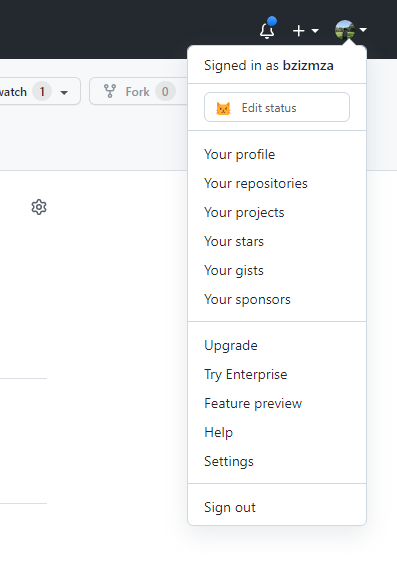 Signed in as bzizmza
Edit status
watch 1
Fork 0
Your profile
Your repositories
Your projects
Your stars
Your gists
Your sponsors
Upgrade
Try Enterprise
Feature preview
Help
Settings
Sign out